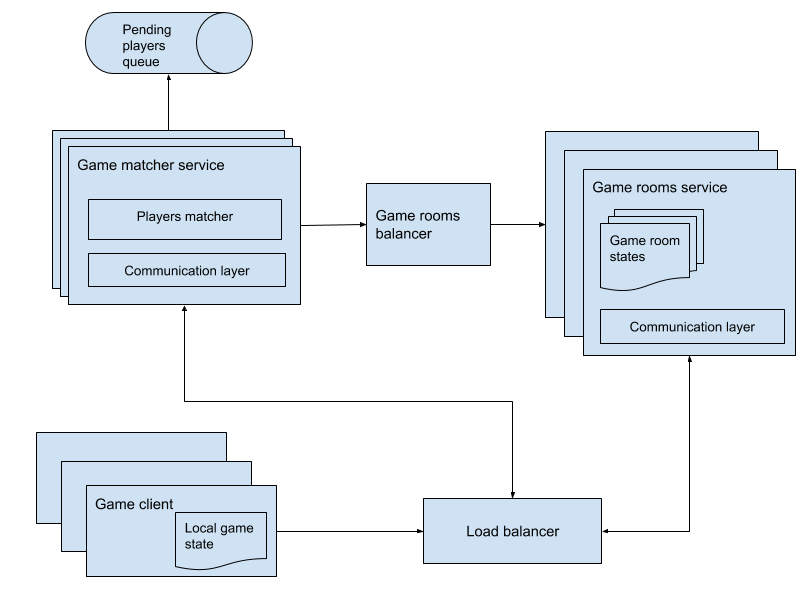 Pending
players
queue
Game matcher service
Players matcher
Communication layer
Game rooms
balancer
Game rooms service
Game room
states
Communication layer
Game client
Local game
state
Load balancer